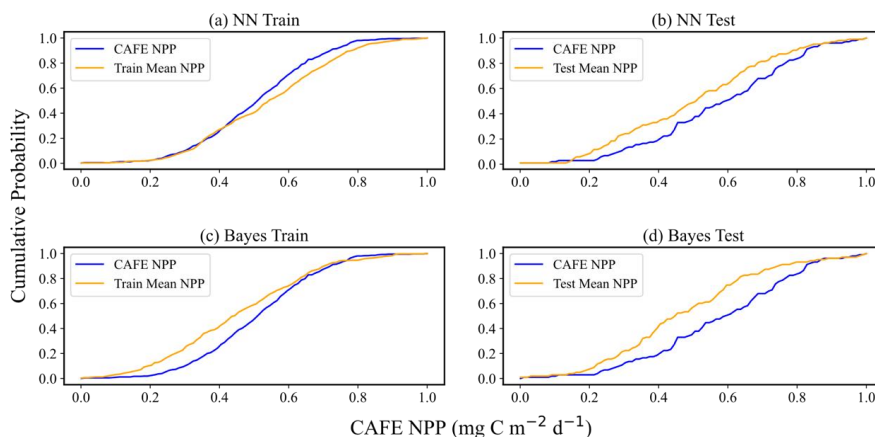 (a) NN Train
(b) NN Test
CAFE NPP
Train Mean NPP
1.0
0.8
0.6
0.4
0.2
0.0
0.0 0.2 0.4 0.6 0.8 1.0
CAFE NPP
Test Mean NPP
1.0
0.8
0.6
0.4
0.2
0.0
0.0 0.2 0.4 0.6 0.8 1.0
Cumulative Probability
(c) Bayes Train
(d) Bayes Test
CAFE NPP
Train Mean NPP
1.0
0.8
0.6
0.4
0.2
0.0
0.0 0.2 0.4 0.6 0.8 1.0
CAFE NPP
Test Mean NPP
1.0
0.8
0.6
0.4
0.2
0.0
0.0 0.2 0.4 0.6 0.8 1.0
CAFE NPP (mg C m⁻² d⁻¹)